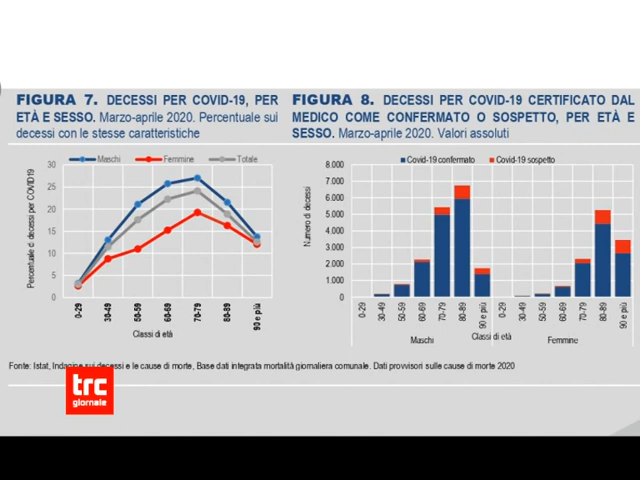 FIGURA 7. DECESSI PER COVID-19, PER
ETÀ E SESSO. Marzo-aprile 2020. Percentuale sui
decessi con le stesse caratteristiche
Maschi Femmine Totale
Percentuale di decessi per COVID19
30
25
20
15
10
5
0
0-29 30-49 50-59 60-69 70-79 80-89 90 e più
Classi di età
FIGURA 8. DECESSI PER COVID-19 CERTIFICATO DAL
MEDICO COME CONFERMATO O SOSPETTO, PER ETÀ E
SESSO. Marzo-aprile 2020. Valori assoluti
Covid-19 confermato Covid-19 sospetto
Numero di decessi
8.000
7.000
6.000
5.000
4.000
3.000
2.000
1.000
0
0-29 30-49 50-59 60-69 70-79 80-89 90 e più 0-29 30-49 50-59 60-69 70-79 80-89 90 e più
Maschi Classi di età Femmine
Fonte: Istat, Indagine sui decessi e le cause di morte, Base dati integrata mortalità giornaliera comunale. Dati provvisori sulle cause di morte 2020
trc
giornale